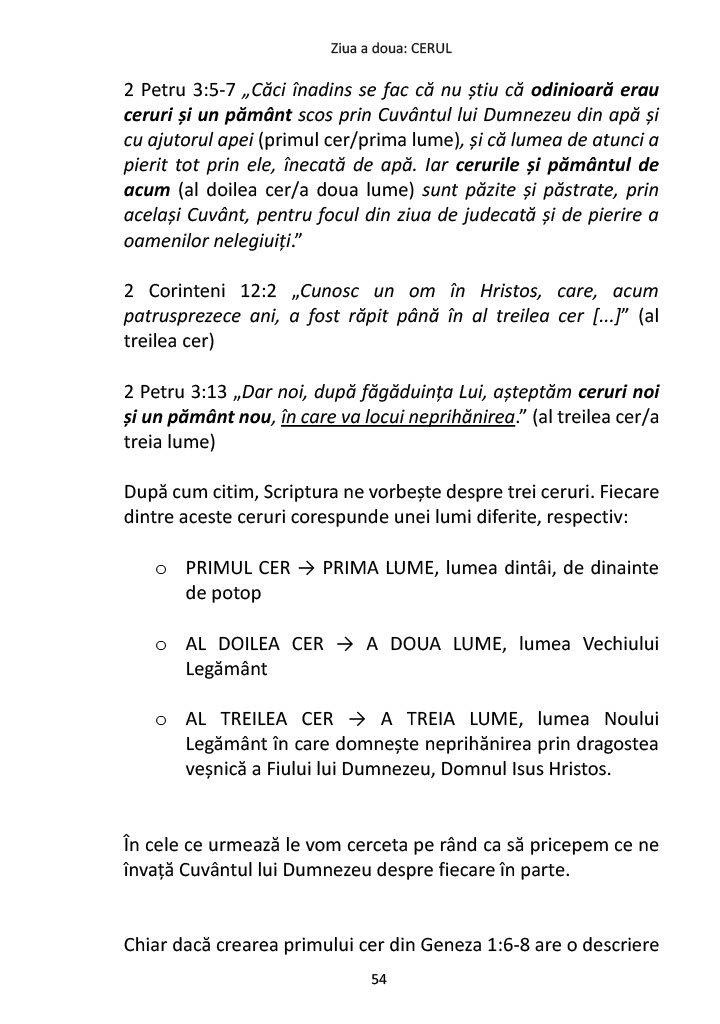 Ziua a doua: CERUL
2 Petru 3:5-7 „Căci înadins se fac că nu știu că odinioară erau
ceruri și un pământ scos prin Cuvântul lui Dumnezeu din apă și
cu ajutorul apei (primul cer/prima lume), și că lumea de atunci a
pierit tot prin ele, înecată de apă. Iar cerurile și pământul de
acum (al doilea cer/a doua lume) sunt păzite și păstrate, prin
același Cuvânt, pentru focul din ziua de judecată și de pierire a
oamenilor nelegiuiți.”
2 Corinteni 12:2 „Cunosc un om în Hristos, care, acum
patrusprezece ani, a fost răpit până în al treilea cer [...]” (al
treilea cer)
2 Petru 3:13 „Dar noi, după făgăduința Lui, așteptăm ceruri noi
și un pământ nou, în care va locui neprihănirea.” (al treilea cer/a
treia lume)
După cum citim, Scriptura ne vorbește despre trei ceruri. Fiecare
dintre aceste ceruri corespunde unei lumi diferite, respectiv:
o PRIMUL CER → PRIMA LUME, lumea dintâi, de dinainte
de potop
o AL DOILEA CER → A DOUA LUME, lumea Vechiului
Legământ
o AL TREILEA CER → A TREIA LUME, lumea Noului
Legământ în care domnește neprihănirea prin dragostea
veșnică a Fiului lui Dumnezeu, Domnul Isus Hristos.
În cele ce urmează le vom cerceta pe rând ca să pricepem ce ne
învață Cuvântul lui Dumnezeu despre fiecare în parte.
Chiar dacă crearea primului cer din Geneza 1:6-8 are o descriere
54